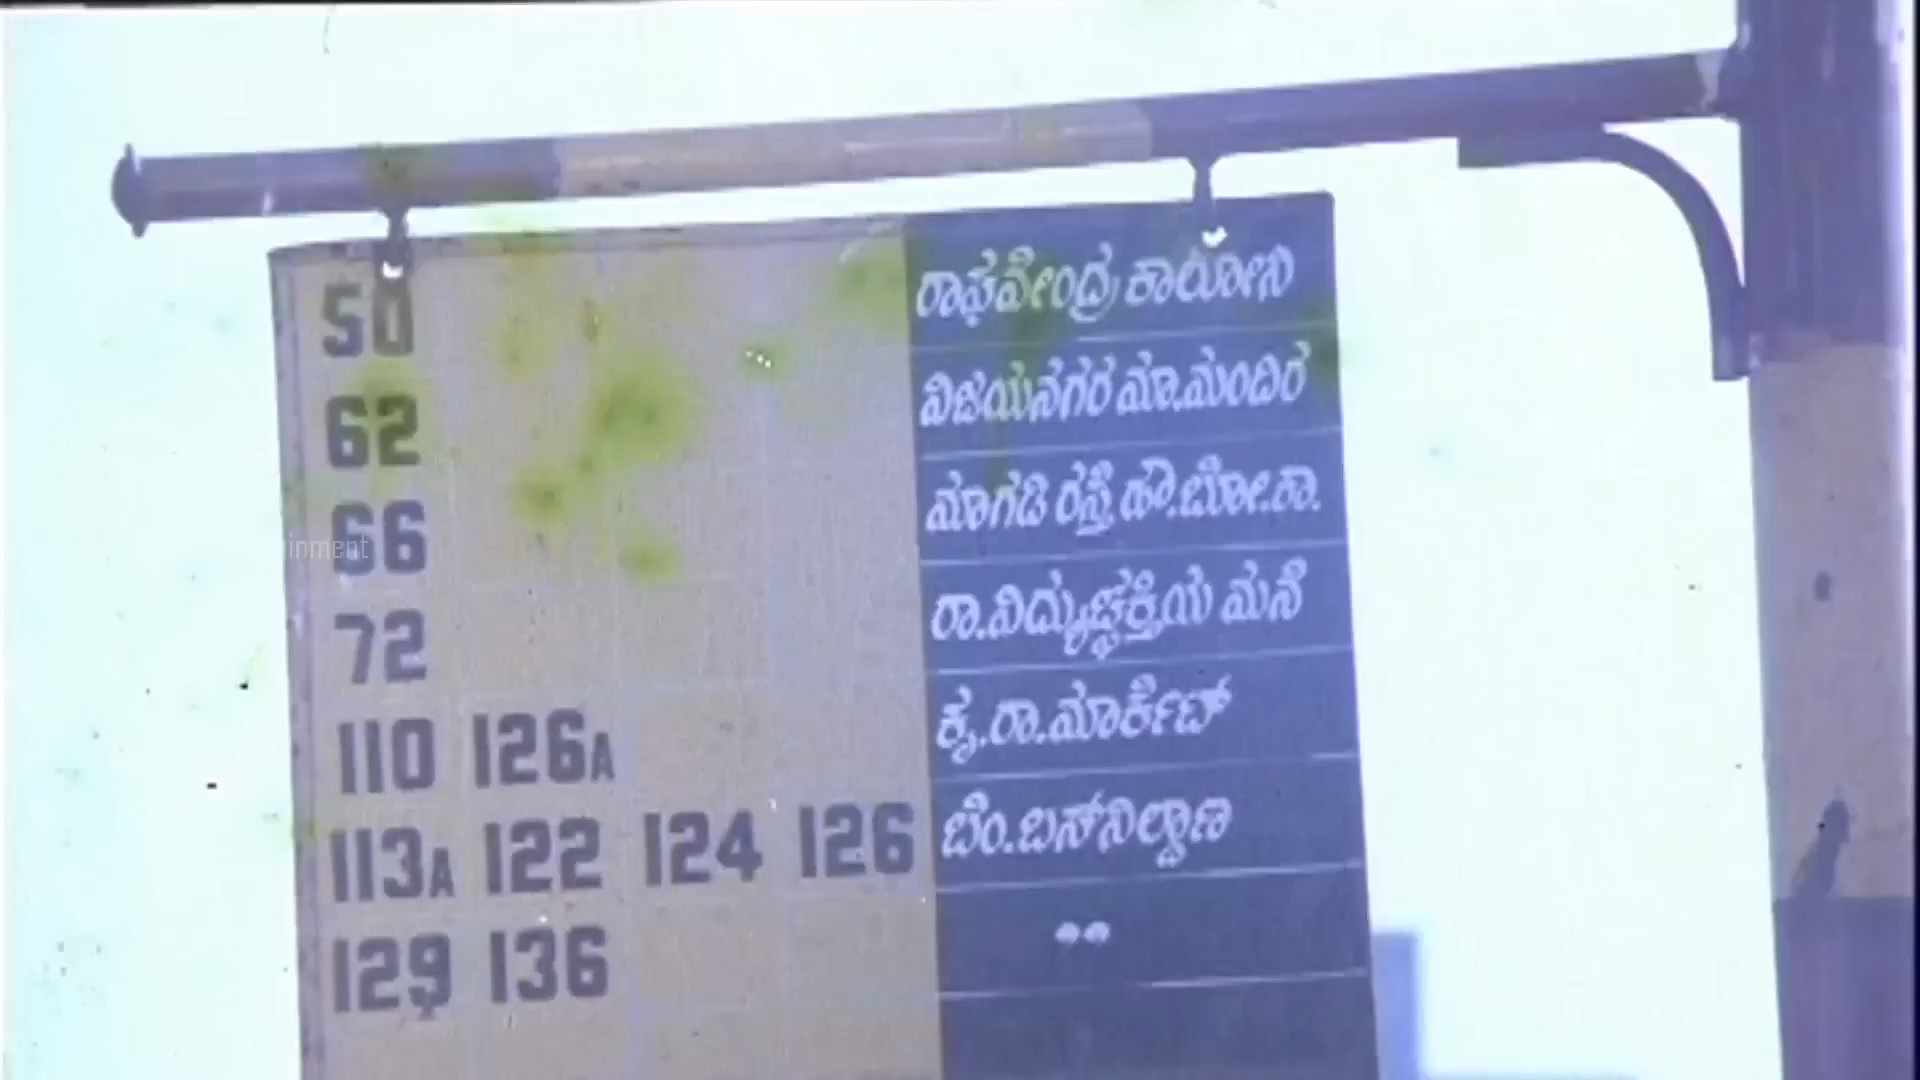 50 ರಾಘವೇಂದ್ರ ಕಾಲೋನಿ
62 ವಿಜಯನಗರ ಮಾ.ಮಂದಿರ
66 ಮಾಗಡಿ ರಸ್ತೆ ಹೌ.ಬೋ.ಕಾ.
72 ರಾ.ವಿದ್ಯುಚ್ಛಕ್ತಿಯ ಮನೆ
110 126A ಕೃ.ರಾ.ಮಾರ್ಕೆಟ್
113A 122 124 126 ಬೆಂ.ಬಸ್‌ನಿಲ್ದಾಣ
129 136 ,,
inment